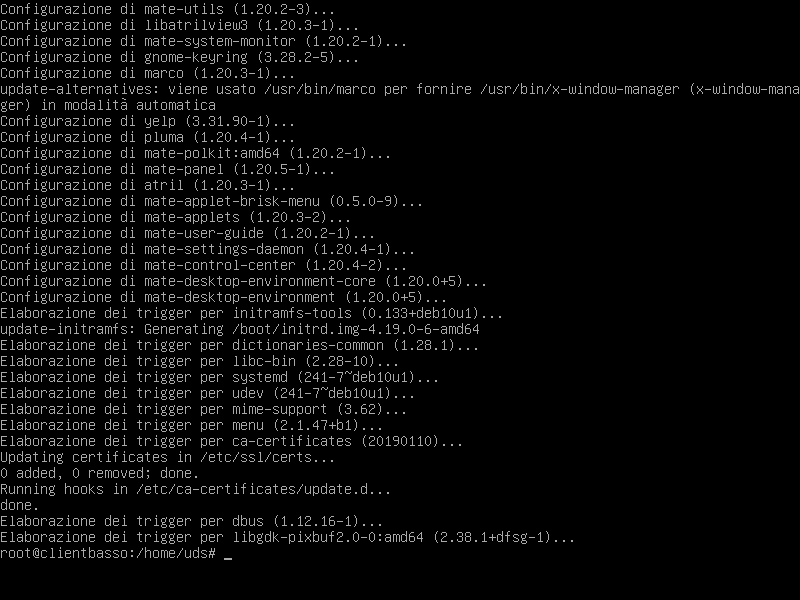 Configurazione di mate-utils (1.20.2-3)...
Configurazione di libatrilview3 (1.20.3-1)...
Configurazione di mate-system-monitor (1.20.2-1)...
Configurazione di gnome-keyring (3.28.2-5)...
Configurazione di marco (1.20.3-1)...
update-alternatives: viene usato /usr/bin/marco per fornire /usr/bin/x-window-manager (x-window-mana
ger) in modalità automatica
Configurazione di yelp (3.31.90-1)...
Configurazione di pluma (1.20.4-1)...
Configurazione di mate-polkit:amd64 (1.20.2-1)...
Configurazione di mate-panel (1.20.5-1)...
Configurazione di atril (1.20.3-1)...
Configurazione di mate-applet-brisk-menu (0.5.0-9)...
Configurazione di mate-applets (1.20.3-2)...
Configurazione di mate-user-guide (1.20.2-1)...
Configurazione di mate-settings-daemon (1.20.4-1)...
Configurazione di mate-control-center (1.20.4-2)...
Configurazione di mate-desktop-environment-core (1.20.0+5)...
Configurazione di mate-desktop-environment (1.20.0+5)...
Elaborazione dei trigger per initramfs-tools (0.133+deb10u1)...
update-initramfs: Generating /boot/initrd.img-4.19.0-6-amd64
Elaborazione dei trigger per dictionaries-common (1.28.1)...
Elaborazione dei trigger per libc-bin (2.28-10)...
Elaborazione dei trigger per systemd (241-7~deb10u1)...
Elaborazione dei trigger per udev (241-7~deb10u1)...
Elaborazione dei trigger per mime-support (3.62)...
Elaborazione dei trigger per menu (2.1.47+b1)...
Elaborazione dei trigger per ca-certificates (20190110)...
Updating certificates in /etc/ssl/certs...
0 added, 0 removed; done.
Running hooks in /etc/ca-certificates/update.d...
done.
Elaborazione dei trigger per dbus (1.12.16-1)...
Elaborazione dei trigger per libgdk-pixbuf2.0-0:amd64 (2.38.1+dfsg-1)...
root@clientbasso:/home/uds# _